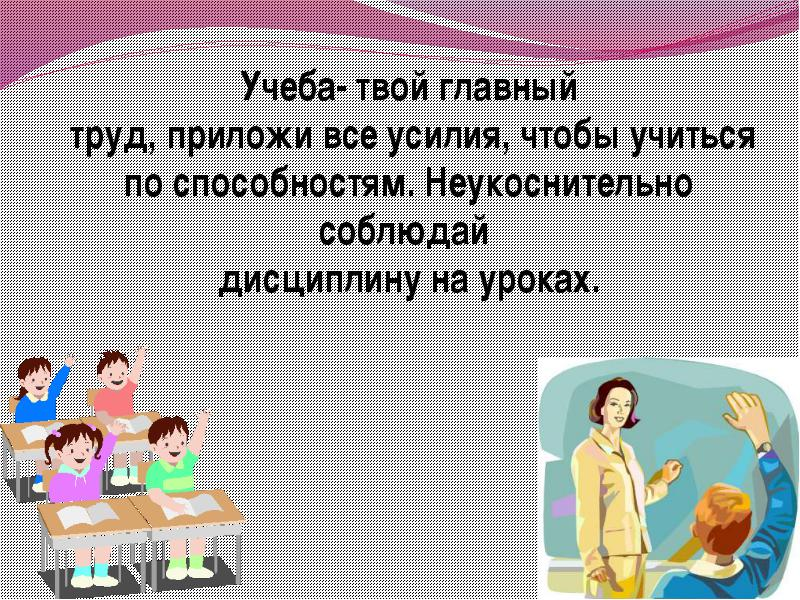 Учеба- твой главный
труд, приложи все усилия, чтобы учиться
по способностям. Неукоснительно
соблюдай
дисциплину на уроках.